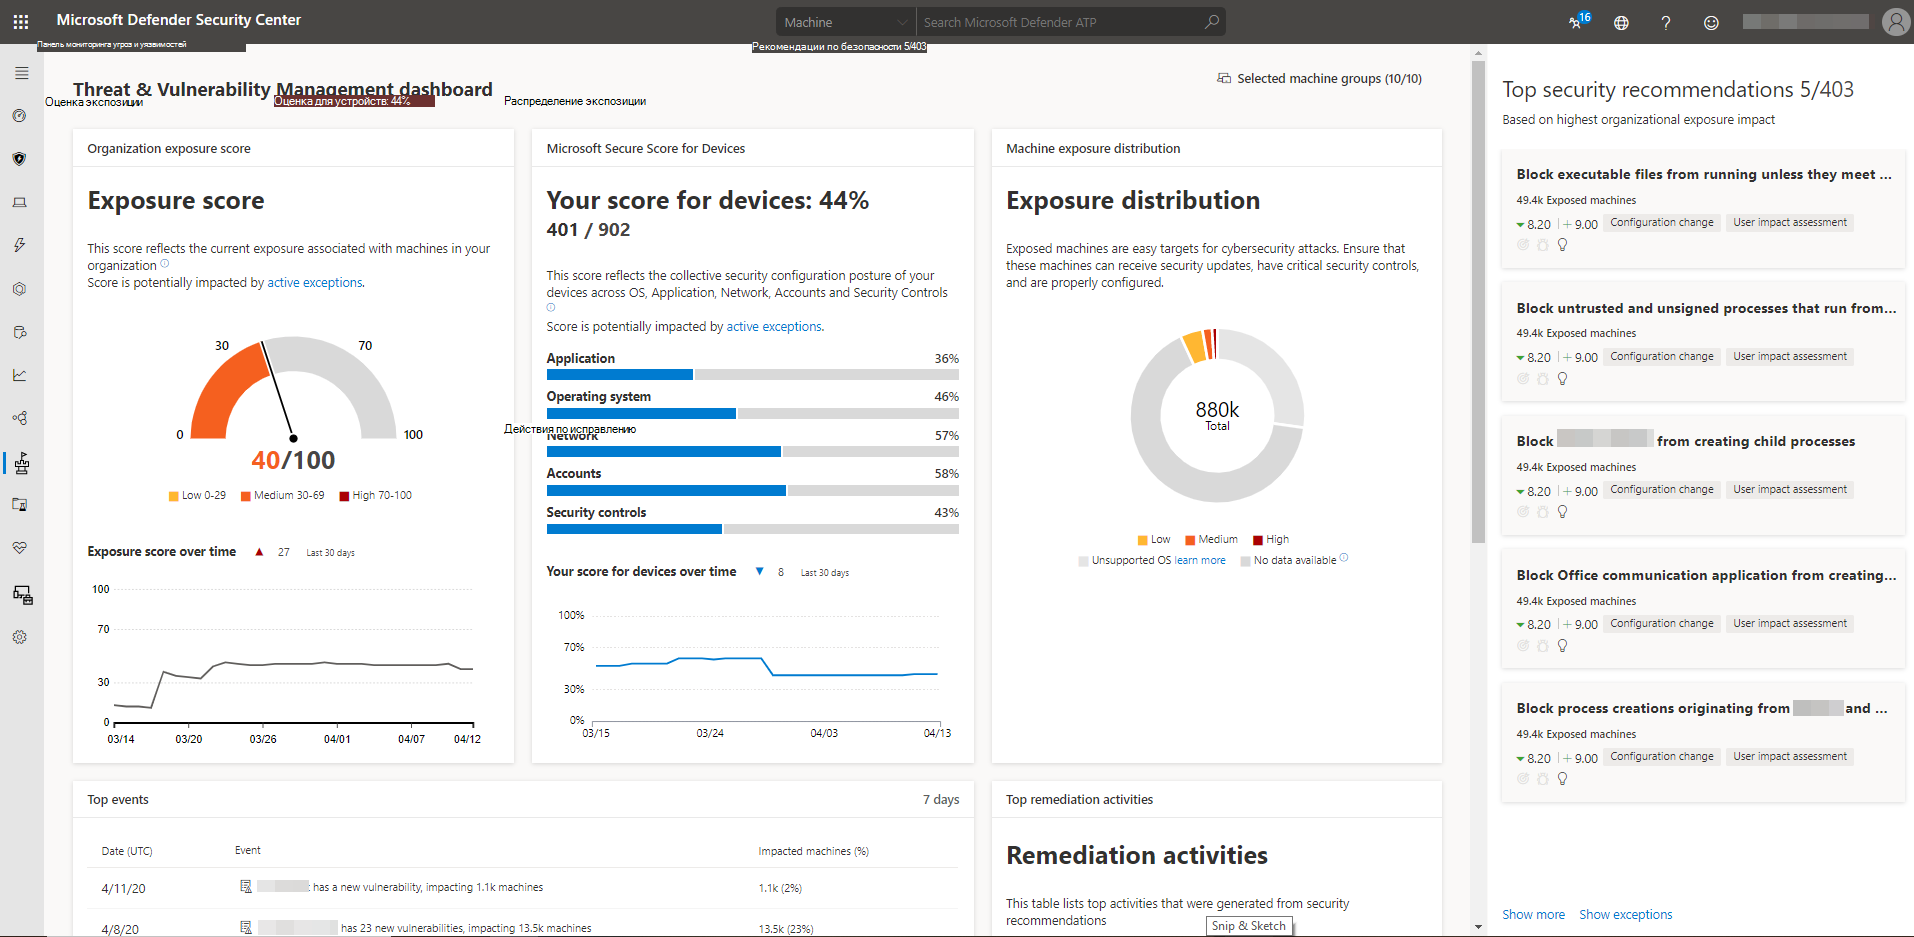 Microsoft Defender Security Center
Machine
Search Microsoft Defender ATP
16
Панель мониторинга угроз и уязвимостей
Рекомендации по безопасности 5/403
Threat & Vulnerability Management dashboard
Selected machine groups (10/10)
Оценка экспозиции
Оценка для устройств: 44%
Распределение экспозиции
Organization exposure score
Exposure score
This score reflects the current exposure associated with machines in your
organization
Score is potentially impacted by active exceptions.
30
70
0
100
40/100
Low 0-29
Medium 30-69
High 70-100
Exposure score over time
27
Last 30 days
100
70
30
0
03/14
03/20
03/26
04/01
04/07
04/12
Microsoft Secure Score for Devices
Your score for devices: 44%
401 / 902
This score reflects the collective security configuration posture of your
devices across OS, Application, Network, Accounts and Security Controls
Score is potentially impacted by active exceptions.
Application 36%
Operating system 46%
Действия по исправлению
Network 57%
Accounts 58%
Security controls 43%
Your score for devices over time
8
Last 30 days
100%
70%
30%
0%
03/15
03/24
04/03
04/13
Machine exposure distribution
Exposure distribution
Exposed machines are easy targets for cybersecurity attacks. Ensure that
these machines can receive security updates, have critical security controls,
and are properly configured.
880k
Total
Low
Medium
High
Unsupported OS learn more
No data available
Top events
7 days
Date (UTC)
Event
Impacted machines (%)
4/11/20
has a new vulnerability, impacting 1.1k machines
1.1k (2%)
4/8/20
has 23 new vulnerabilities, impacting 13.5k machines
13.5k (23%)
Top remediation activities
Remediation activities
This table lists top activities that were generated from security
recommendations
Snip & Sketch
Top security recommendations 5/403
Based on highest organizational exposure impact
Block executable files from running unless they meet ...
49.4k Exposed machines
8.20 | + 9.00 Configuration change User impact assessment
Block untrusted and unsigned processes that run from...
49.4k Exposed machines
8.20 | + 9.00 Configuration change User impact assessment
Block from creating child processes
49.4k Exposed machines
8.20 | + 9.00 Configuration change User impact assessment
Block Office communication application from creating...
49.4k Exposed machines
8.20 | + 9.00 Configuration change User impact assessment
Block process creations originating from and ...
49.4k Exposed machines
8.20 | + 9.00 Configuration change User impact assessment
Show more
Show exceptions